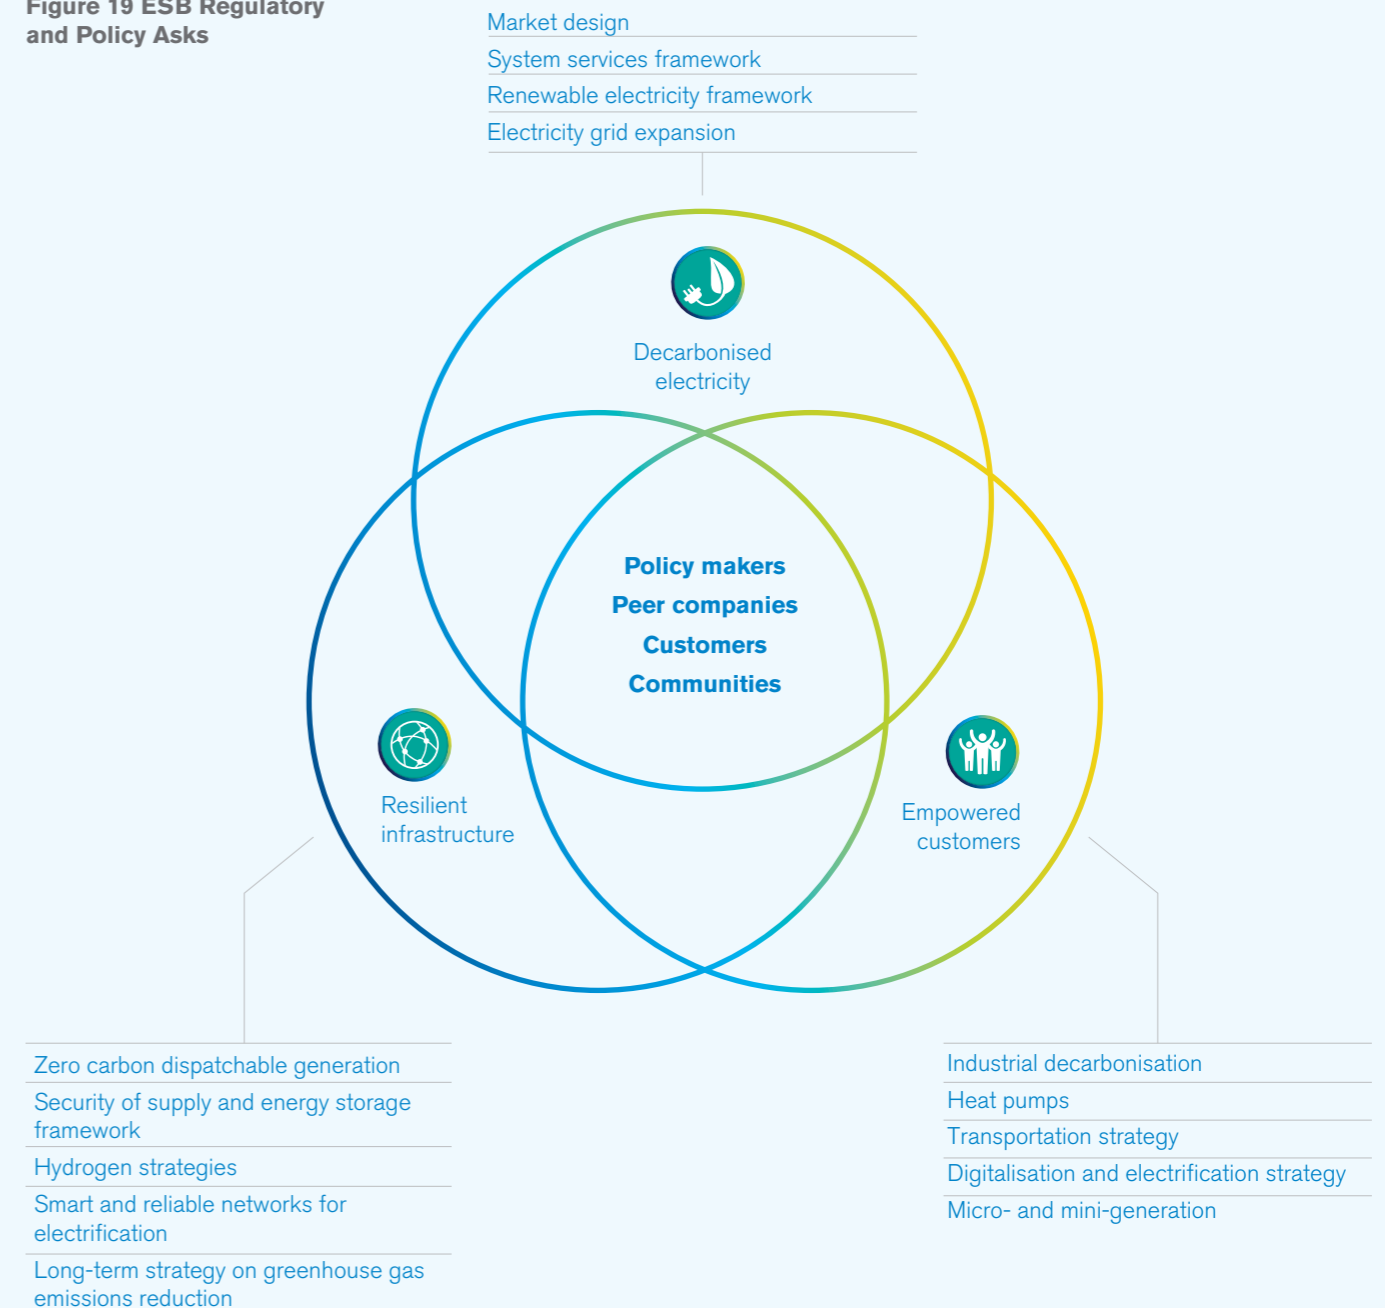 Figure 19 ESB Regulatory
and Policy Asks
Market design
System services framework
Renewable electricity framework
Electricity grid expansion
Decarbonised
electricity
Policy makers
Peer companies
Customers
Communities
Resilient
infrastructure
Empowered
customers
Zero carbon dispatchable generation
Security of supply and energy storage
framework
Hydrogen strategies
Smart and reliable networks for
electrification
Long-term strategy on greenhouse gas
emissions reduction
Industrial decarbonisation
Heat pumps
Transportation strategy
Digitalisation and electrification strategy
Micro- and mini-generation